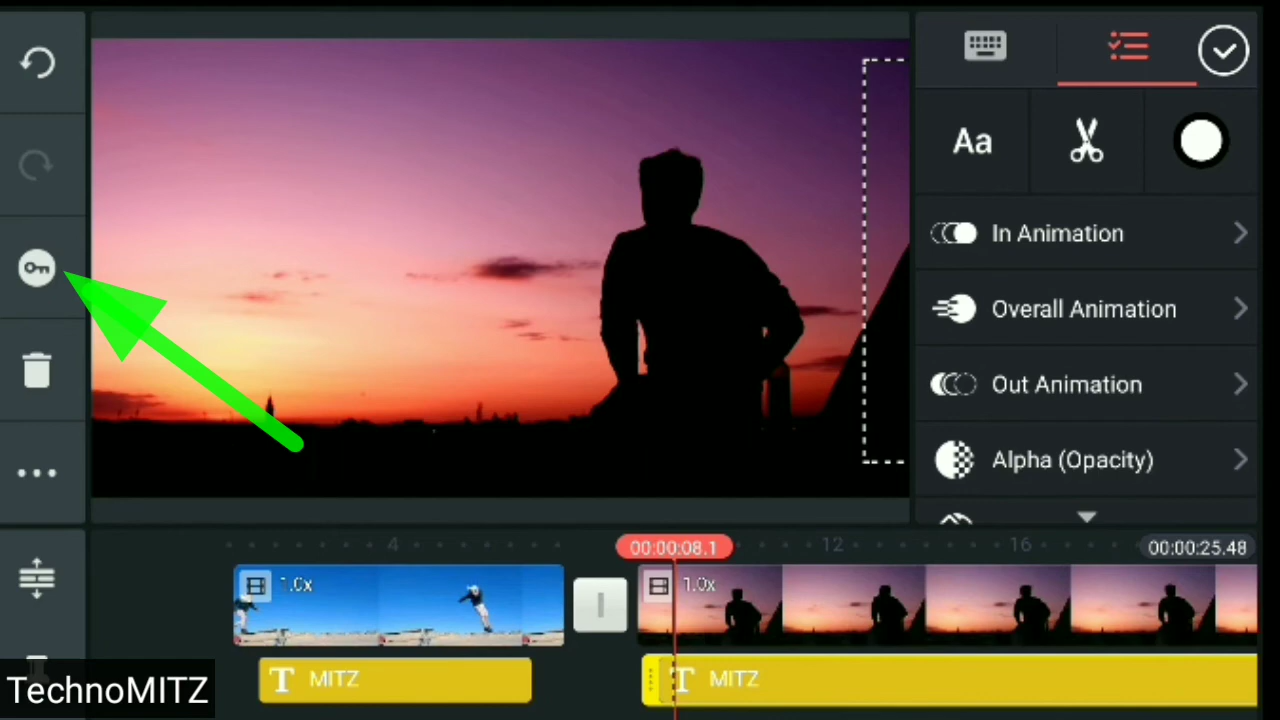 Aa
In Animation
Overall Animation
Out Animation
Alpha (Opacity)
4
00:00:08.1
12
16
00:00:25.48
1.0x
1.0x
T MITZ
T MITZ
TechnoMITZ